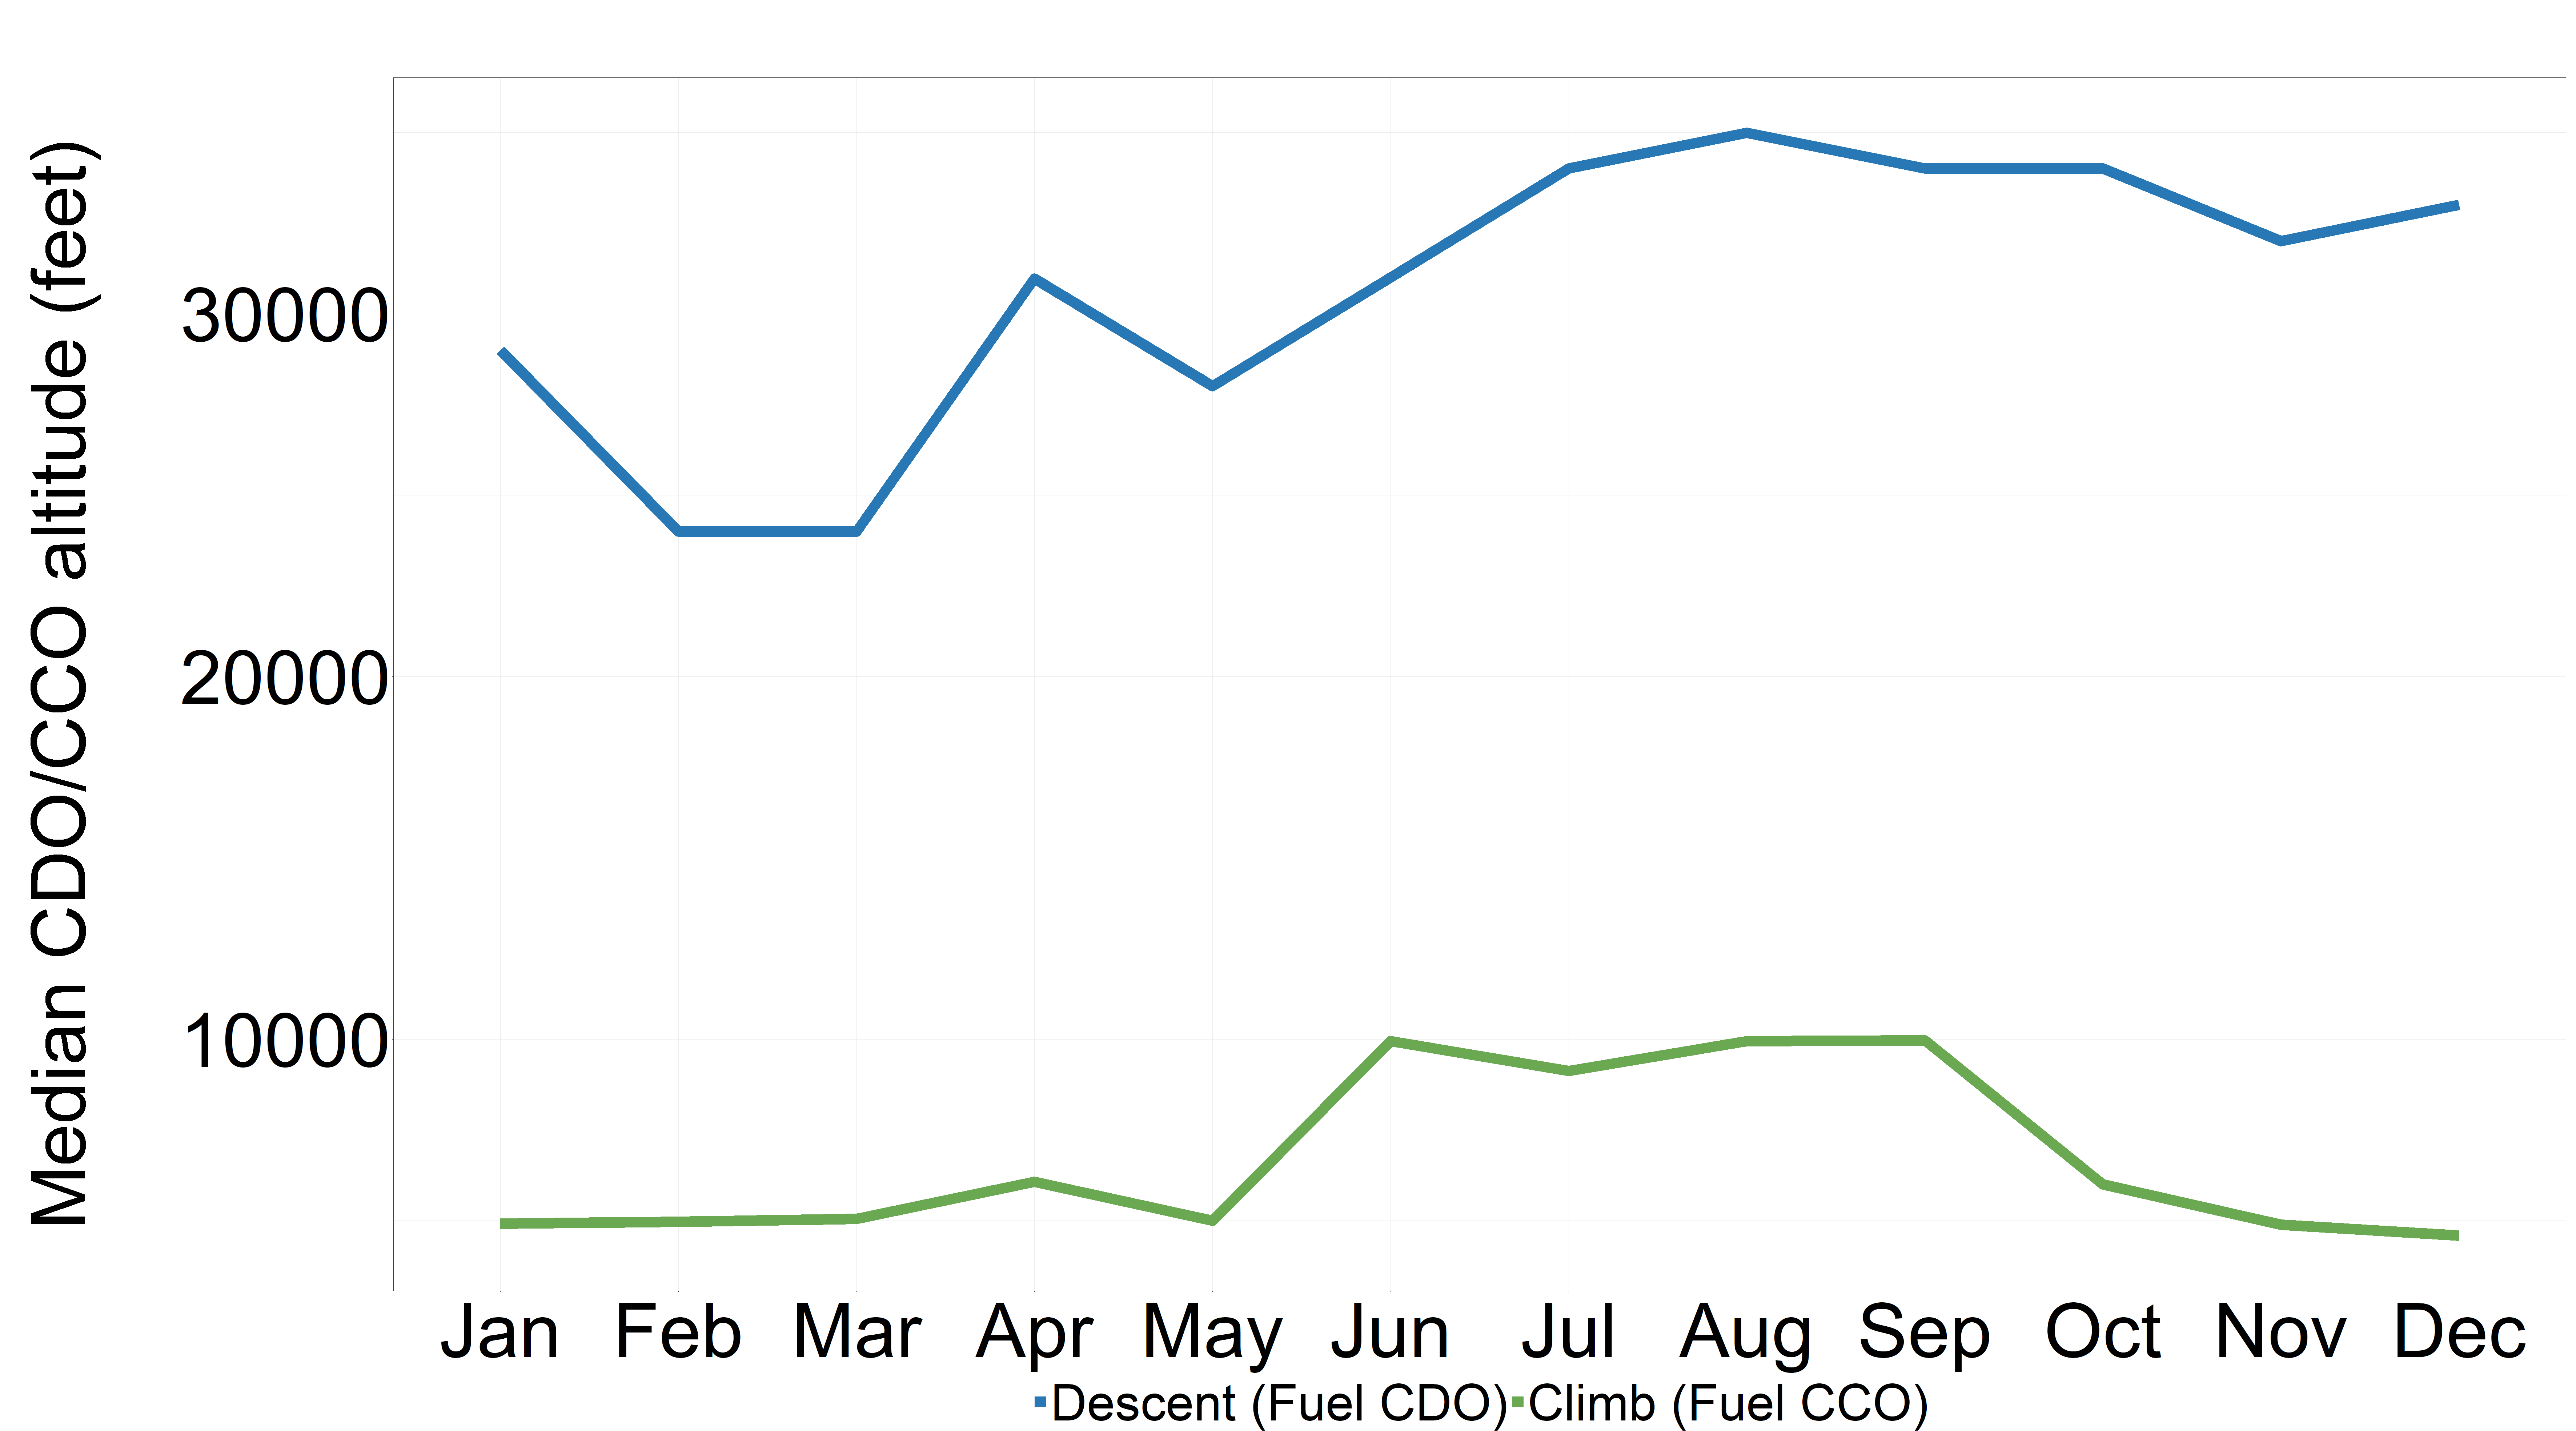 Median CDO/CCO altitude (feet)
30000
20000
10000
Jan Feb Mar Apr May Jun Jul Aug Sep Oct Nov Dec
Descent (Fuel CDO) Climb (Fuel CCO)